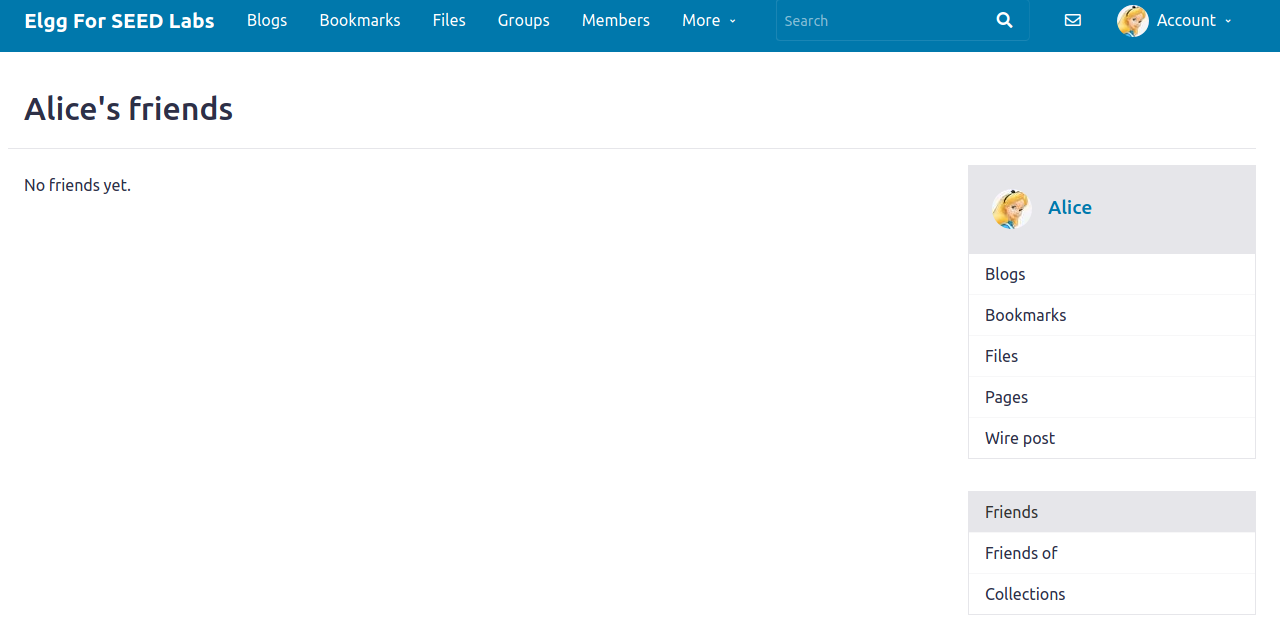 Elgg For SEED Labs Blogs Bookmarks Files Groups Members More Search Account
Alice's friends
No friends yet.
Alice
Blogs
Bookmarks
Files
Pages
Wire post
Friends
Friends of
Collections